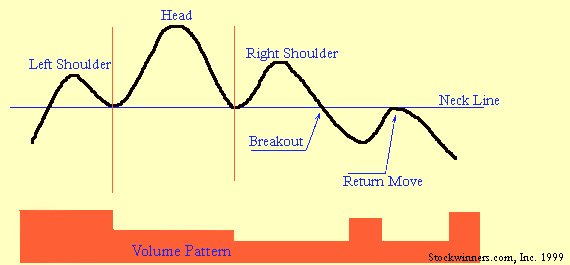 Head
Left Shoulder
Right Shoulder
Neck Line
Breakout
Return Move
Volume Pattern
Stockwinners.com, Inc. 1999